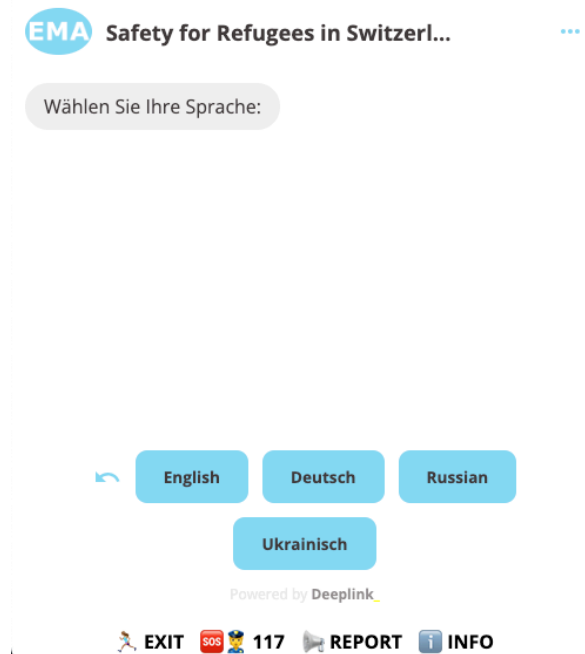 EMA Safety for Refugees in Switzerl...
Wählen Sie Ihre Sprache:
English Deutsch Russian
Ukrainisch
Powered by Deeplink_
EXIT SOS 117 REPORT i INFO